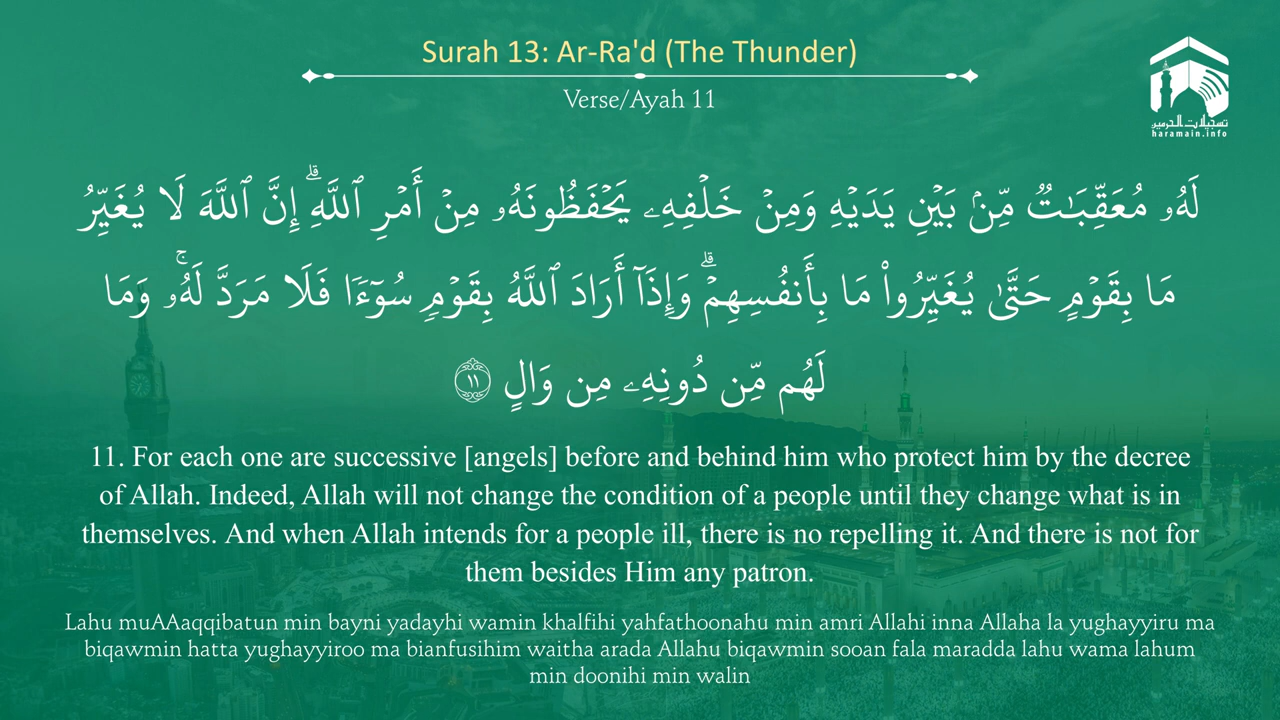 Surah 13: Ar-Ra'd (The Thunder)
Verse/Ayah 11
تسجيلات الحرمين
haramain.info
لَهُۥ مُعَقِّبَـٰتٌۭ مِّنۢ بَيْنِ يَدَيْهِ وَمِنْ خَلْفِهِۦ يَحْفَظُونَهُۥ مِنْ أَمْرِ ٱللَّهِ ۗ إِنَّ ٱللَّهَ لَا يُغَيِّرُ
مَا بِقَوْمٍ حَتَّىٰ يُغَيِّرُوا۟ مَا بِأَنفُسِهِمْ ۗ وَإِذَآ أَرَادَ ٱللَّهُ بِقَوْمٍۢ سُوٓءًۭا فَلَا مَرَدَّ لَهُۥ ۚ وَمَا
لَهُم مِّن دُونِهِۦ مِن وَالٍ ١١
11. For each one are successive [angels] before and behind him who protect him by the decree
of Allah. Indeed, Allah will not change the condition of a people until they change what is in
themselves. And when Allah intends for a people ill, there is no repelling it. And there is not for
them besides Him any patron.
Lahu muAAaqqibatun min bayni yadayhi wamin khalfihi yahfathoonahu min amri Allahi inna Allaha la yughayyiru ma
biqawmin hatta yughayyiroo ma bianfusihim waitha arada Allahu biqawmin sooan fala maradda lahu wama lahum
min doonihi min walin